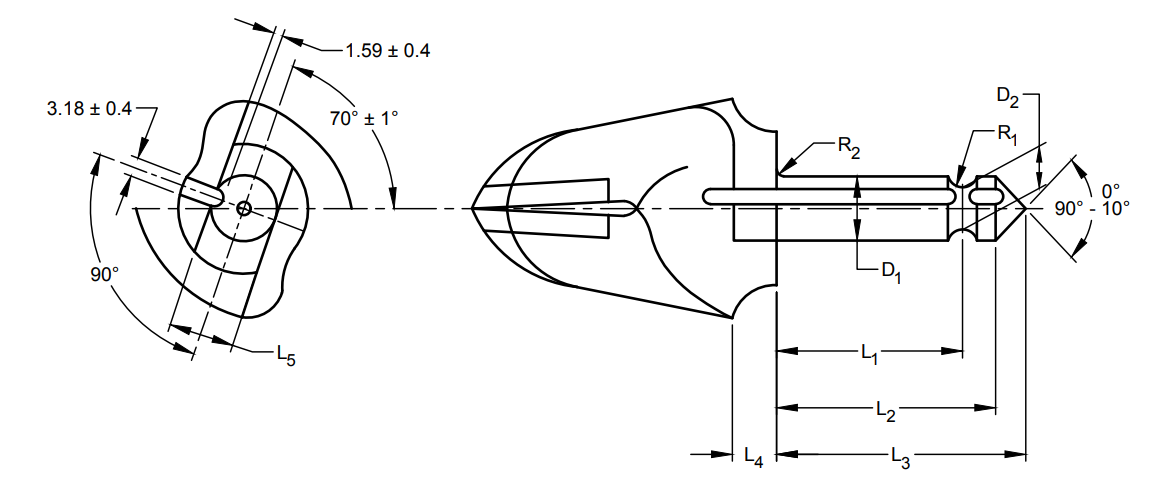 1.59 ± 0.4
3.18 ± 0.4
70° ± 1°
90°
L5
D2
R1
R2
0°
90° - 10°
D1
L1
L2
L4
L3